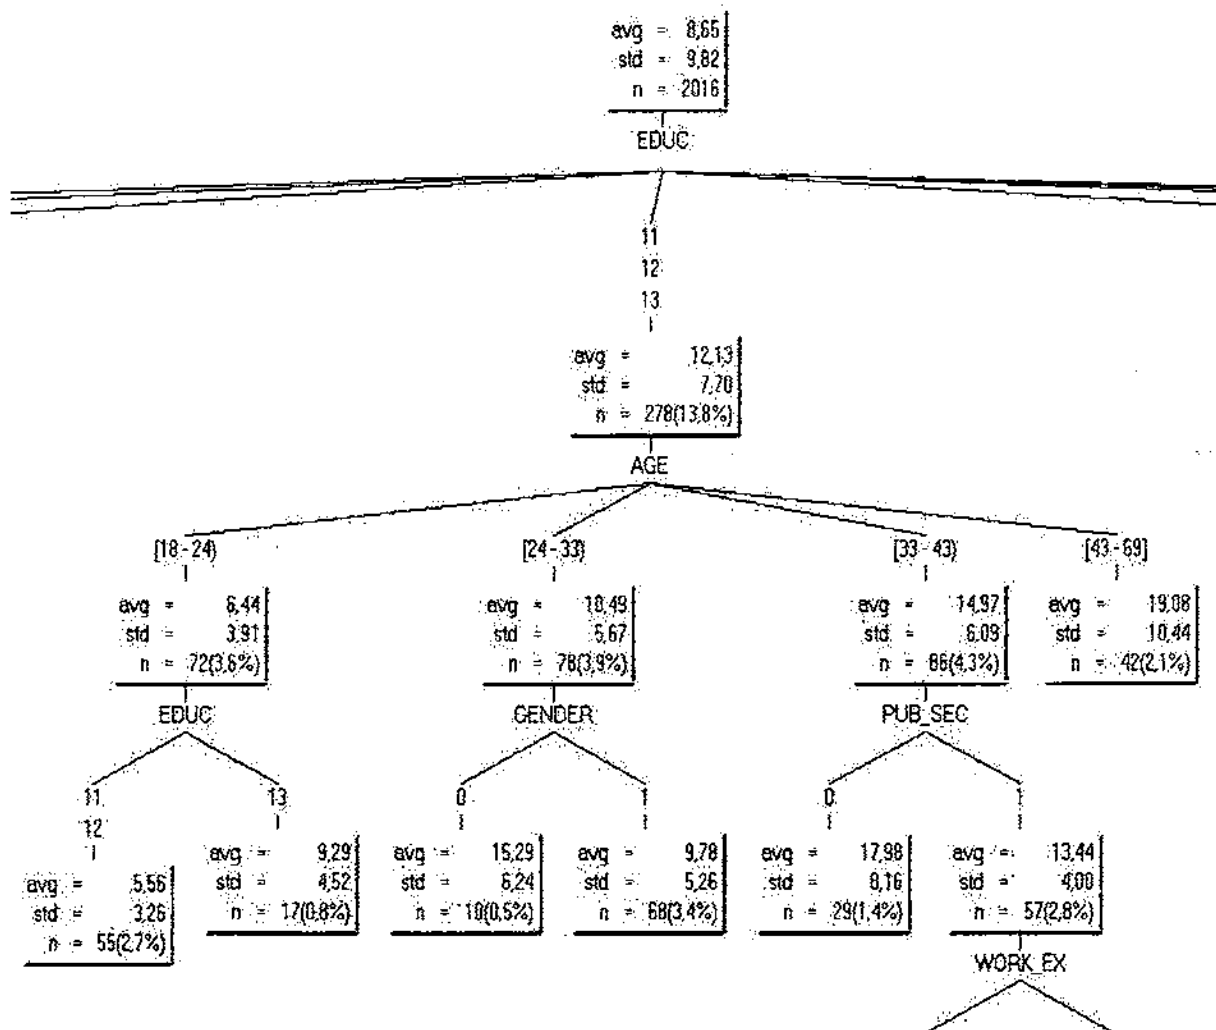 avg = 8,65
std = 9,82
n = 2016
EDUC
11
12
13
avg = 12,13
std = 7,70
n = 278(13,8%)
AGE
[18-24)
[24-33)
[33-43)
[43-69]
avg = 6,44
std = 3,91
n = 72(3,6%)
avg = 10,49
std = 5,67
n = 78(3,9%)
avg = 14,97
std = 6,09
n = 86(4,3%)
avg = 19,08
std = 10,44
n = 42(2,1%)
EDUC
GENDER
PUB_SEC
11
12
13
0
1
0
1
avg = 5,56
std = 3,26
n = 55(2,7%)
avg = 9,29
std = 4,52
n = 17(0,8%)
avg = 15,29
std = 6,24
n = 10(0,5%)
avg = 9,78
std = 5,26
n = 68(3,4%)
avg = 17,98
std = 8,16
n = 29(1,4%)
avg = 13,44
std = 4,00
n = 57(2,8%)
WORK_EX